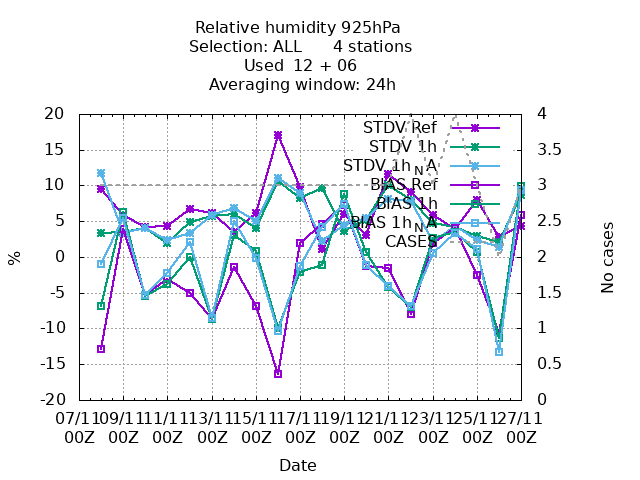 Relative humidity 925hPa
Selection: ALL 4 stations
Used 12 + 06
Averaging window: 24h
20
15
10
5
0
-5
-10
-15
-20
%
4
3.5
3
2.5
2
1.5
1
0.5
0
No cases
STDV Ref
STDV 1h
STDV 1h_NA
BIAS Ref
BIAS 1h
BIAS 1h_NA
CASES
07/11 09/11 11/11 13/11 15/11 17/11 19/11 21/11 23/11 25/11 27/11
00Z 00Z 00Z 00Z 00Z 00Z 00Z 00Z 00Z 00Z 00Z
Date